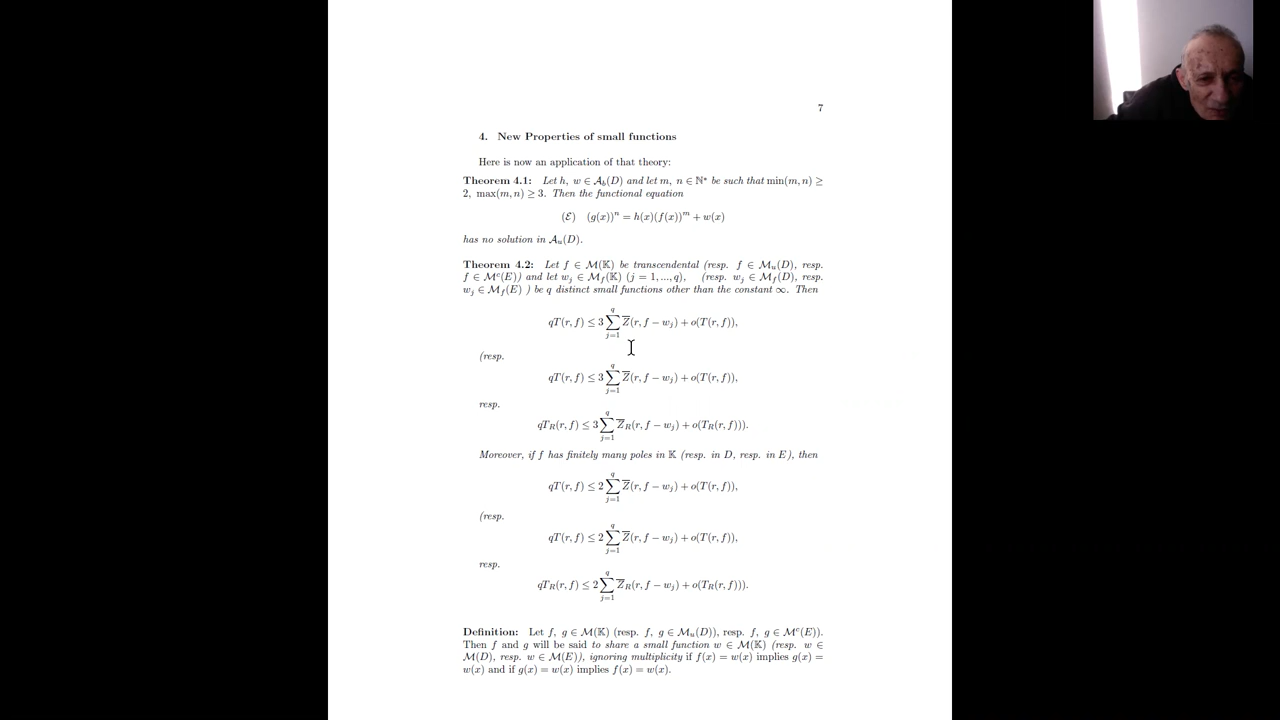 7
4. New Properties of small functions
Here is now an application of that theory:
Theorem 4.1: Let h, w ∈ 𝒜_b(D) and let m, n ∈ ℕ* be such that min(m, n) ≥
2, max(m, n) ≥ 3. Then the functional equation
(ℰ) (g(x))^n = h(x)(f(x))^m + w(x)
has no solution in 𝒜_u(D).
Theorem 4.2: Let f ∈ ℳ(𝕂) be transcendental (resp. f ∈ ℳ_u(D), resp.
f ∈ ℳ^c(E)) and let w_j ∈ ℳ_f(𝕂) (j = 1, ..., q), (resp. w_j ∈ ℳ_f(D), resp.
w_j ∈ ℳ_f(E) ) be q distinct small functions other than the constant ∞. Then
qT(r, f) ≤ 3 ∑_{j=1}^{q} Z̅(r, f − w_j) + o(T(r, f)),
(resp.
qT(r, f) ≤ 3 ∑_{j=1}^{q} Z̅(r, f − w_j) + o(T(r, f)),
resp.
qT_R(r, f) ≤ 3 ∑_{j=1}^{q} Z̅_R(r, f − w_j) + o(T_R(r, f))).
Moreover, if f has finitely many poles in 𝕂 (resp. in D, resp. in E), then
qT(r, f) ≤ 2 ∑_{j=1}^{q} Z̅(r, f − w_j) + o(T(r, f)),
(resp.
qT(r, f) ≤ 2 ∑_{j=1}^{q} Z̅(r, f − w_j) + o(T(r, f)),
resp.
qT_R(r, f) ≤ 2 ∑_{j=1}^{q} Z̅_R(r, f − w_j) + o(T_R(r, f))).
Definition: Let f, g ∈ ℳ(𝕂) (resp. f, g ∈ ℳ_u(D)), resp. f, g ∈ ℳ^c(E)).
Then f and g will be said to share a small function w ∈ ℳ(𝕂) (resp. w ∈
ℳ(D), resp. w ∈ ℳ(E)), ignoring multiplicity if f(x) = w(x) implies g(x) =
w(x) and if g(x) = w(x) implies f(x) = w(x).